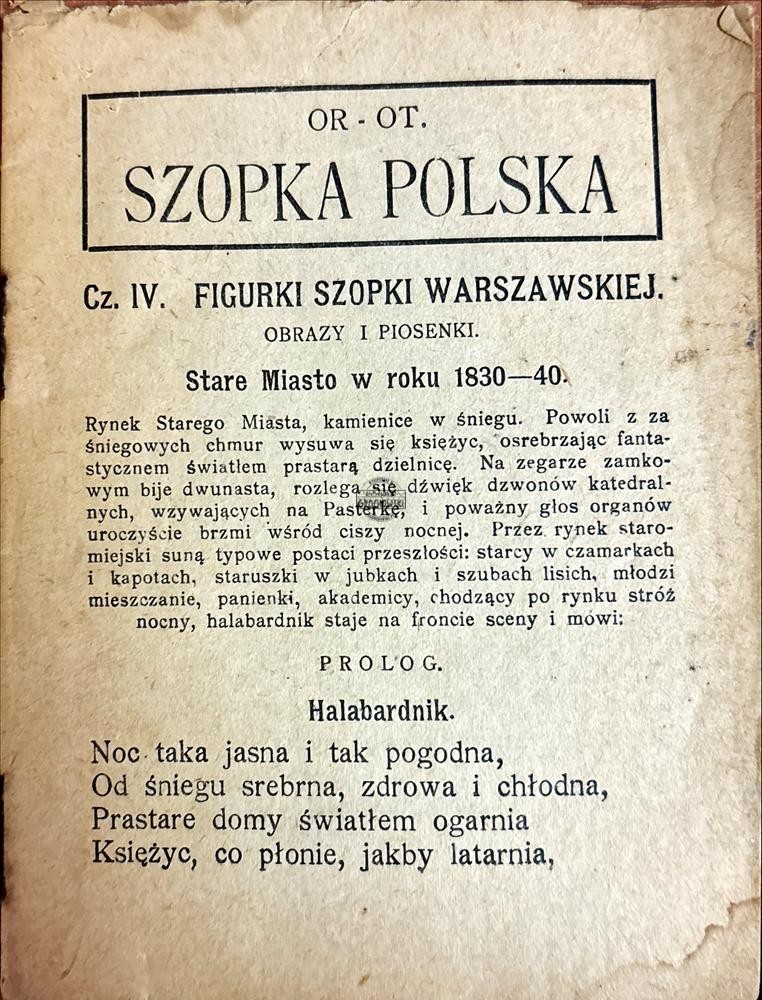 OR - OT.
SZOPKA POLSKA
Cz. IV. FIGURKI SZOPKI WARSZAWSKIEJ.
OBRAZY I PIOSENKI.
Stare Miasto w roku 1830—40.
Rynek Starego Miasta, kamienice w śniegu. Powoli z za
śniegowych chmur wysuwa się księżyc, osrebrzając fanta-
stycznem światłem prastarą dzielnicę. Na zegarze zamko-
wym bije dwunasta, rozlega się dźwięk dzwonów katedral-
nych, wzywających na Pasterkę, i poważny głos organów
uroczyście brzmi wśród ciszy nocnej. Przez rynek staro-
miejski suną typowe postaci przeszłości: starcy w czamarkach
i kapotach, staruszki w jubkach i szubach lisich, młodzi
mieszczanie, panienki, akademicy, chodzący po rynku stróż
nocny, halabardnik staje na froncie sceny i mówi:
PROLOG.
Halabardnik.
Noc taka jasna i tak pogodna,
Od śniegu srebrna, zdrowa i chłodna,
Prastare domy światłem ogarnia
Księżyc, co płonie, jakby latarnia,